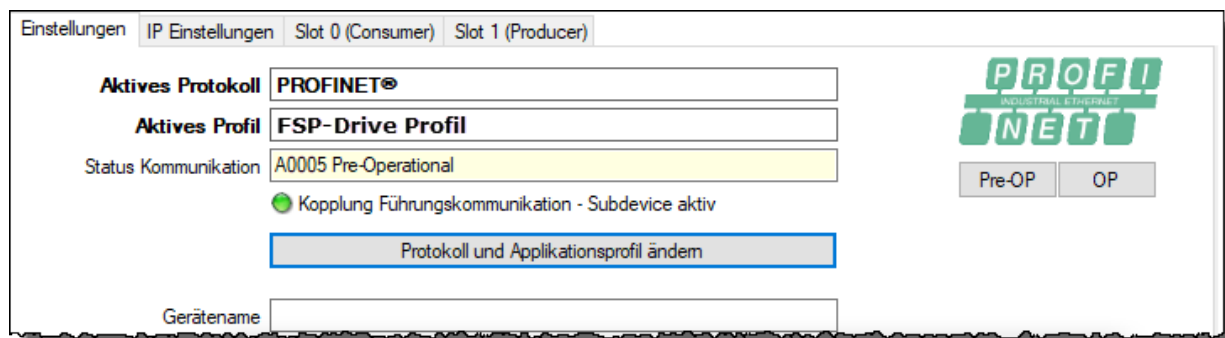 Einstellungen IP Einstellungen Slot 0 (Consumer) Slot 1 (Producer)
Aktives Protokoll PROFINET®
Aktives Profil FSP-Drive Profil
Status Kommunikation A0005 Pre-Operational
Kopplung Führungskommunikation - Subdevice aktiv
Protokoll und Applikationsprofil ändern
Gerätename
PROFI
INDUSTRIAL ETHERNET
NET
Pre-OP OP